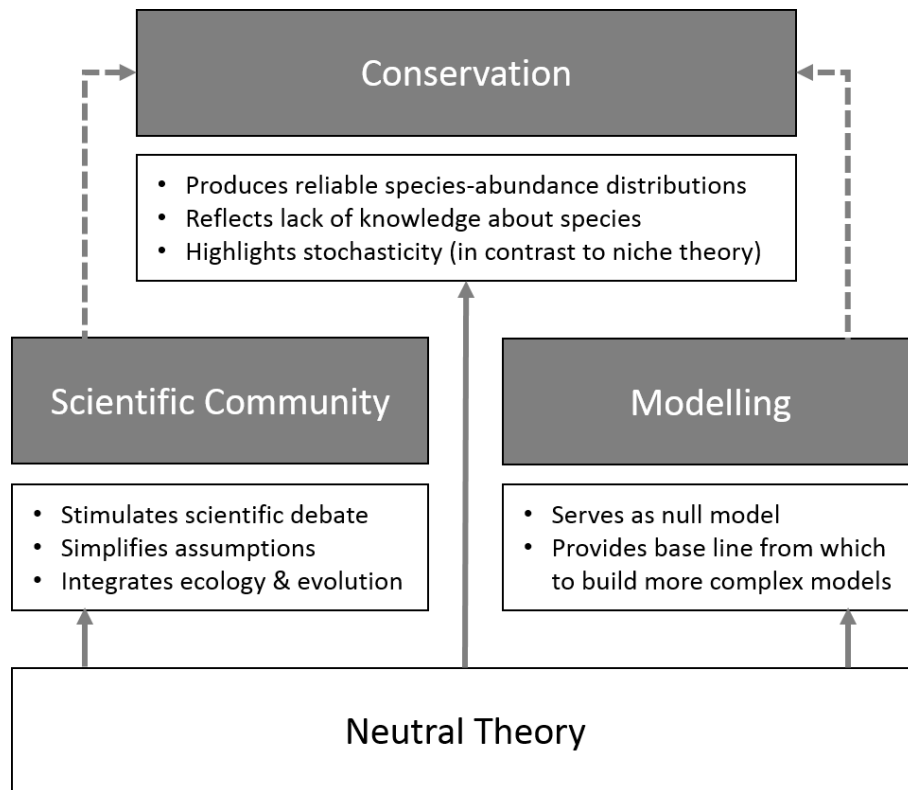 Conservation
• Produces reliable species-abundance distributions
• Reflects lack of knowledge about species
• Highlights stochasticity (in contrast to niche theory)
Scientific Community
• Stimulates scientific debate
• Simplifies assumptions
• Integrates ecology & evolution
Modelling
• Serves as null model
• Provides base line from which
to build more complex models
Neutral Theory